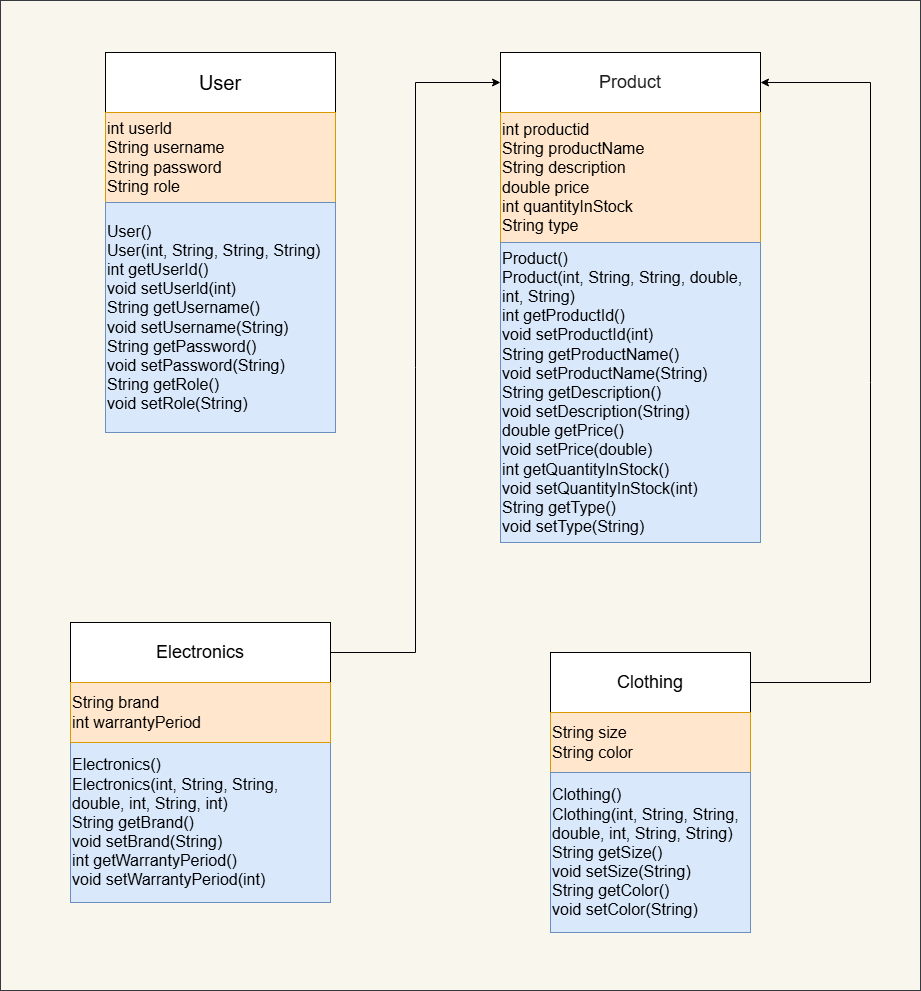 User
int userId
String username
String password
String role
User()
User(int, String, String, String)
int getUserId()
void setUserId(int)
String getUsername()
void setUsername(String)
String getPassword()
void setPassword(String)
String getRole()
void setRole(String)
Product
int productid
String productName
String description
double price
int quantityInStock
String type
Product()
Product(int, String, String, double,
int, String)
int getProductId()
void setProductId(int)
String getProductName()
void setProductName(String)
String getDescription()
void setDescription(String)
double getPrice()
void setPrice(double)
int getQuantityInStock()
void setQuantityInStock(int)
String getType()
void setType(String)
Electronics
String brand
int warrantyPeriod
Electronics()
Electronics(int, String, String,
double, int, String, int)
String getBrand()
void setBrand(String)
int getWarrantyPeriod()
void setWarrantyPeriod(int)
Clothing
String size
String color
Clothing()
Clothing(int, String, String,
double, int, String, String)
String getSize()
void setSize(String)
String getColor()
void setColor(String)